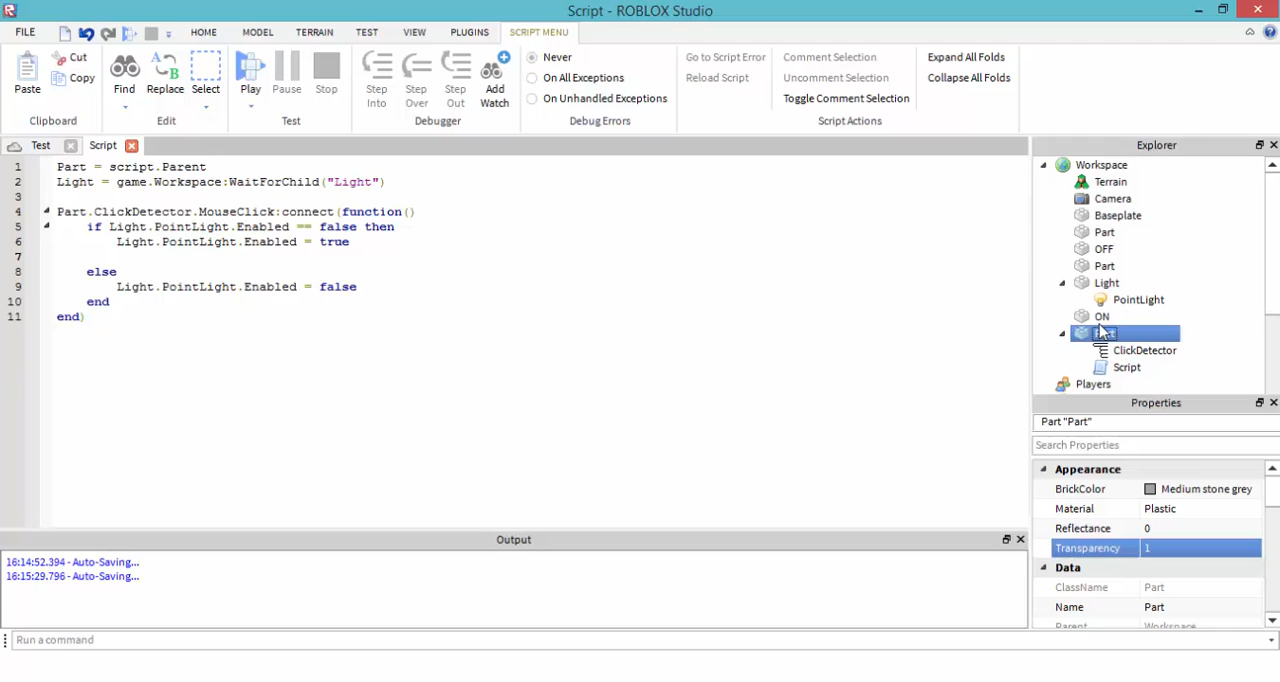 Script - ROBLOX Studio
FILE HOME MODEL TERRAIN TEST VIEW PLUGINS SCRIPT MENU
Paste
Cut
Copy
Clipboard
Find
Replace
Select
Edit
Play
Pause
Stop
Test
Step Into
Step Over
Step Out
Add Watch
Debugger
Never
On All Exceptions
On Unhandled Exceptions
Debug Errors
Go to Script Error
Reload Script
Comment Selection
Uncomment Selection
Toggle Comment Selection
Script Actions
Expand All Folds
Collapse All Folds
Test Script
1 Part = script.Parent
2 Light = game.Workspace:WaitForChild("Light")
3
4 Part.ClickDetector.MouseClick:connect(function()
5 if Light.PointLight.Enabled == false then
6 Light.PointLight.Enabled = true
7
8 else
9 Light.PointLight.Enabled = false
10 end
11 end)
Explorer
Workspace
Terrain
Camera
Baseplate
Part
OFF
Part
Light
PointLight
ON
ClickDetector
Script
Players
Properties
Part "Part"
Search Properties
Appearance
BrickColor Medium stone grey
Material Plastic
Reflectance 0
Transparency 1
Data
ClassName Part
Name Part
Parent Workspace
Output
16:14:52.394 - Auto-Saving...
16:15:29.796 - Auto-Saving...
Run a command